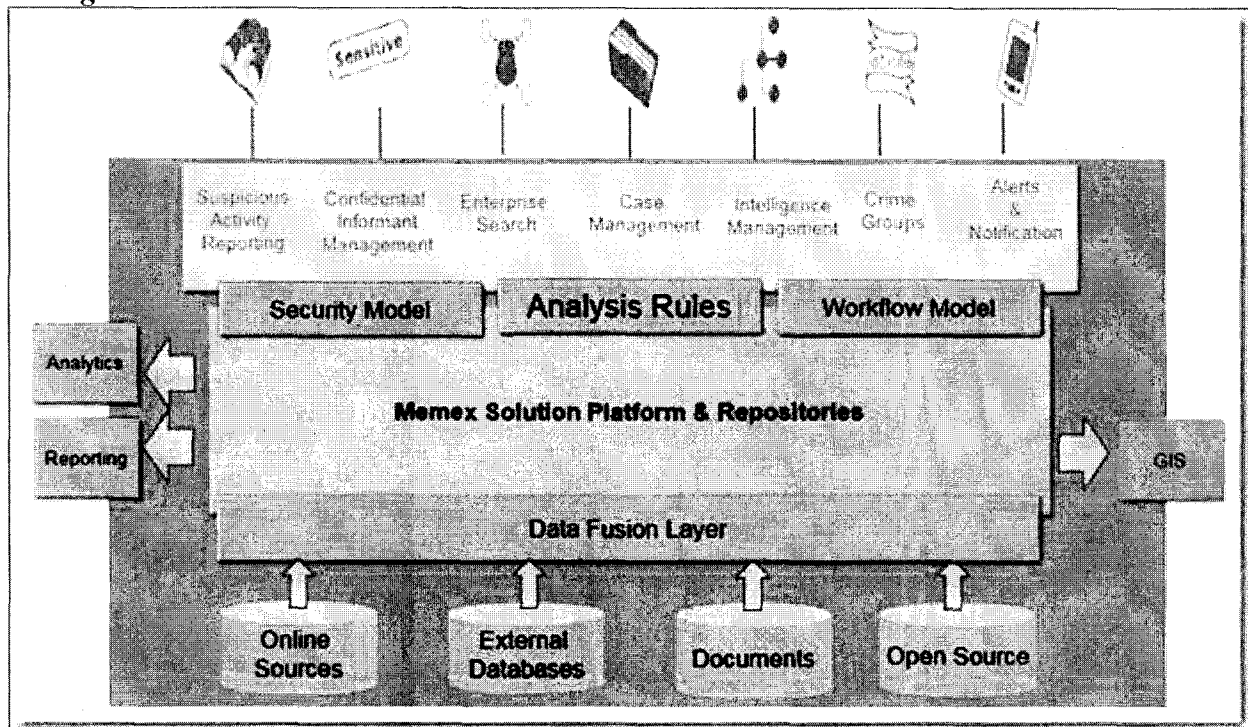 Sensitive
Suspicious
Activity
Reporting
Confidential
Informant
Management
Enterprise
Search
Case
Management
Intelligence
Management
Crime
Groups
Alerts
&
Notification
Security Model
Analysis Rules
Workflow Model
Analytics
Memex Solution Platform & Repositories
Reporting
GIS
Data Fusion Layer
Online
Sources
External
Databases
Documents
Open Source